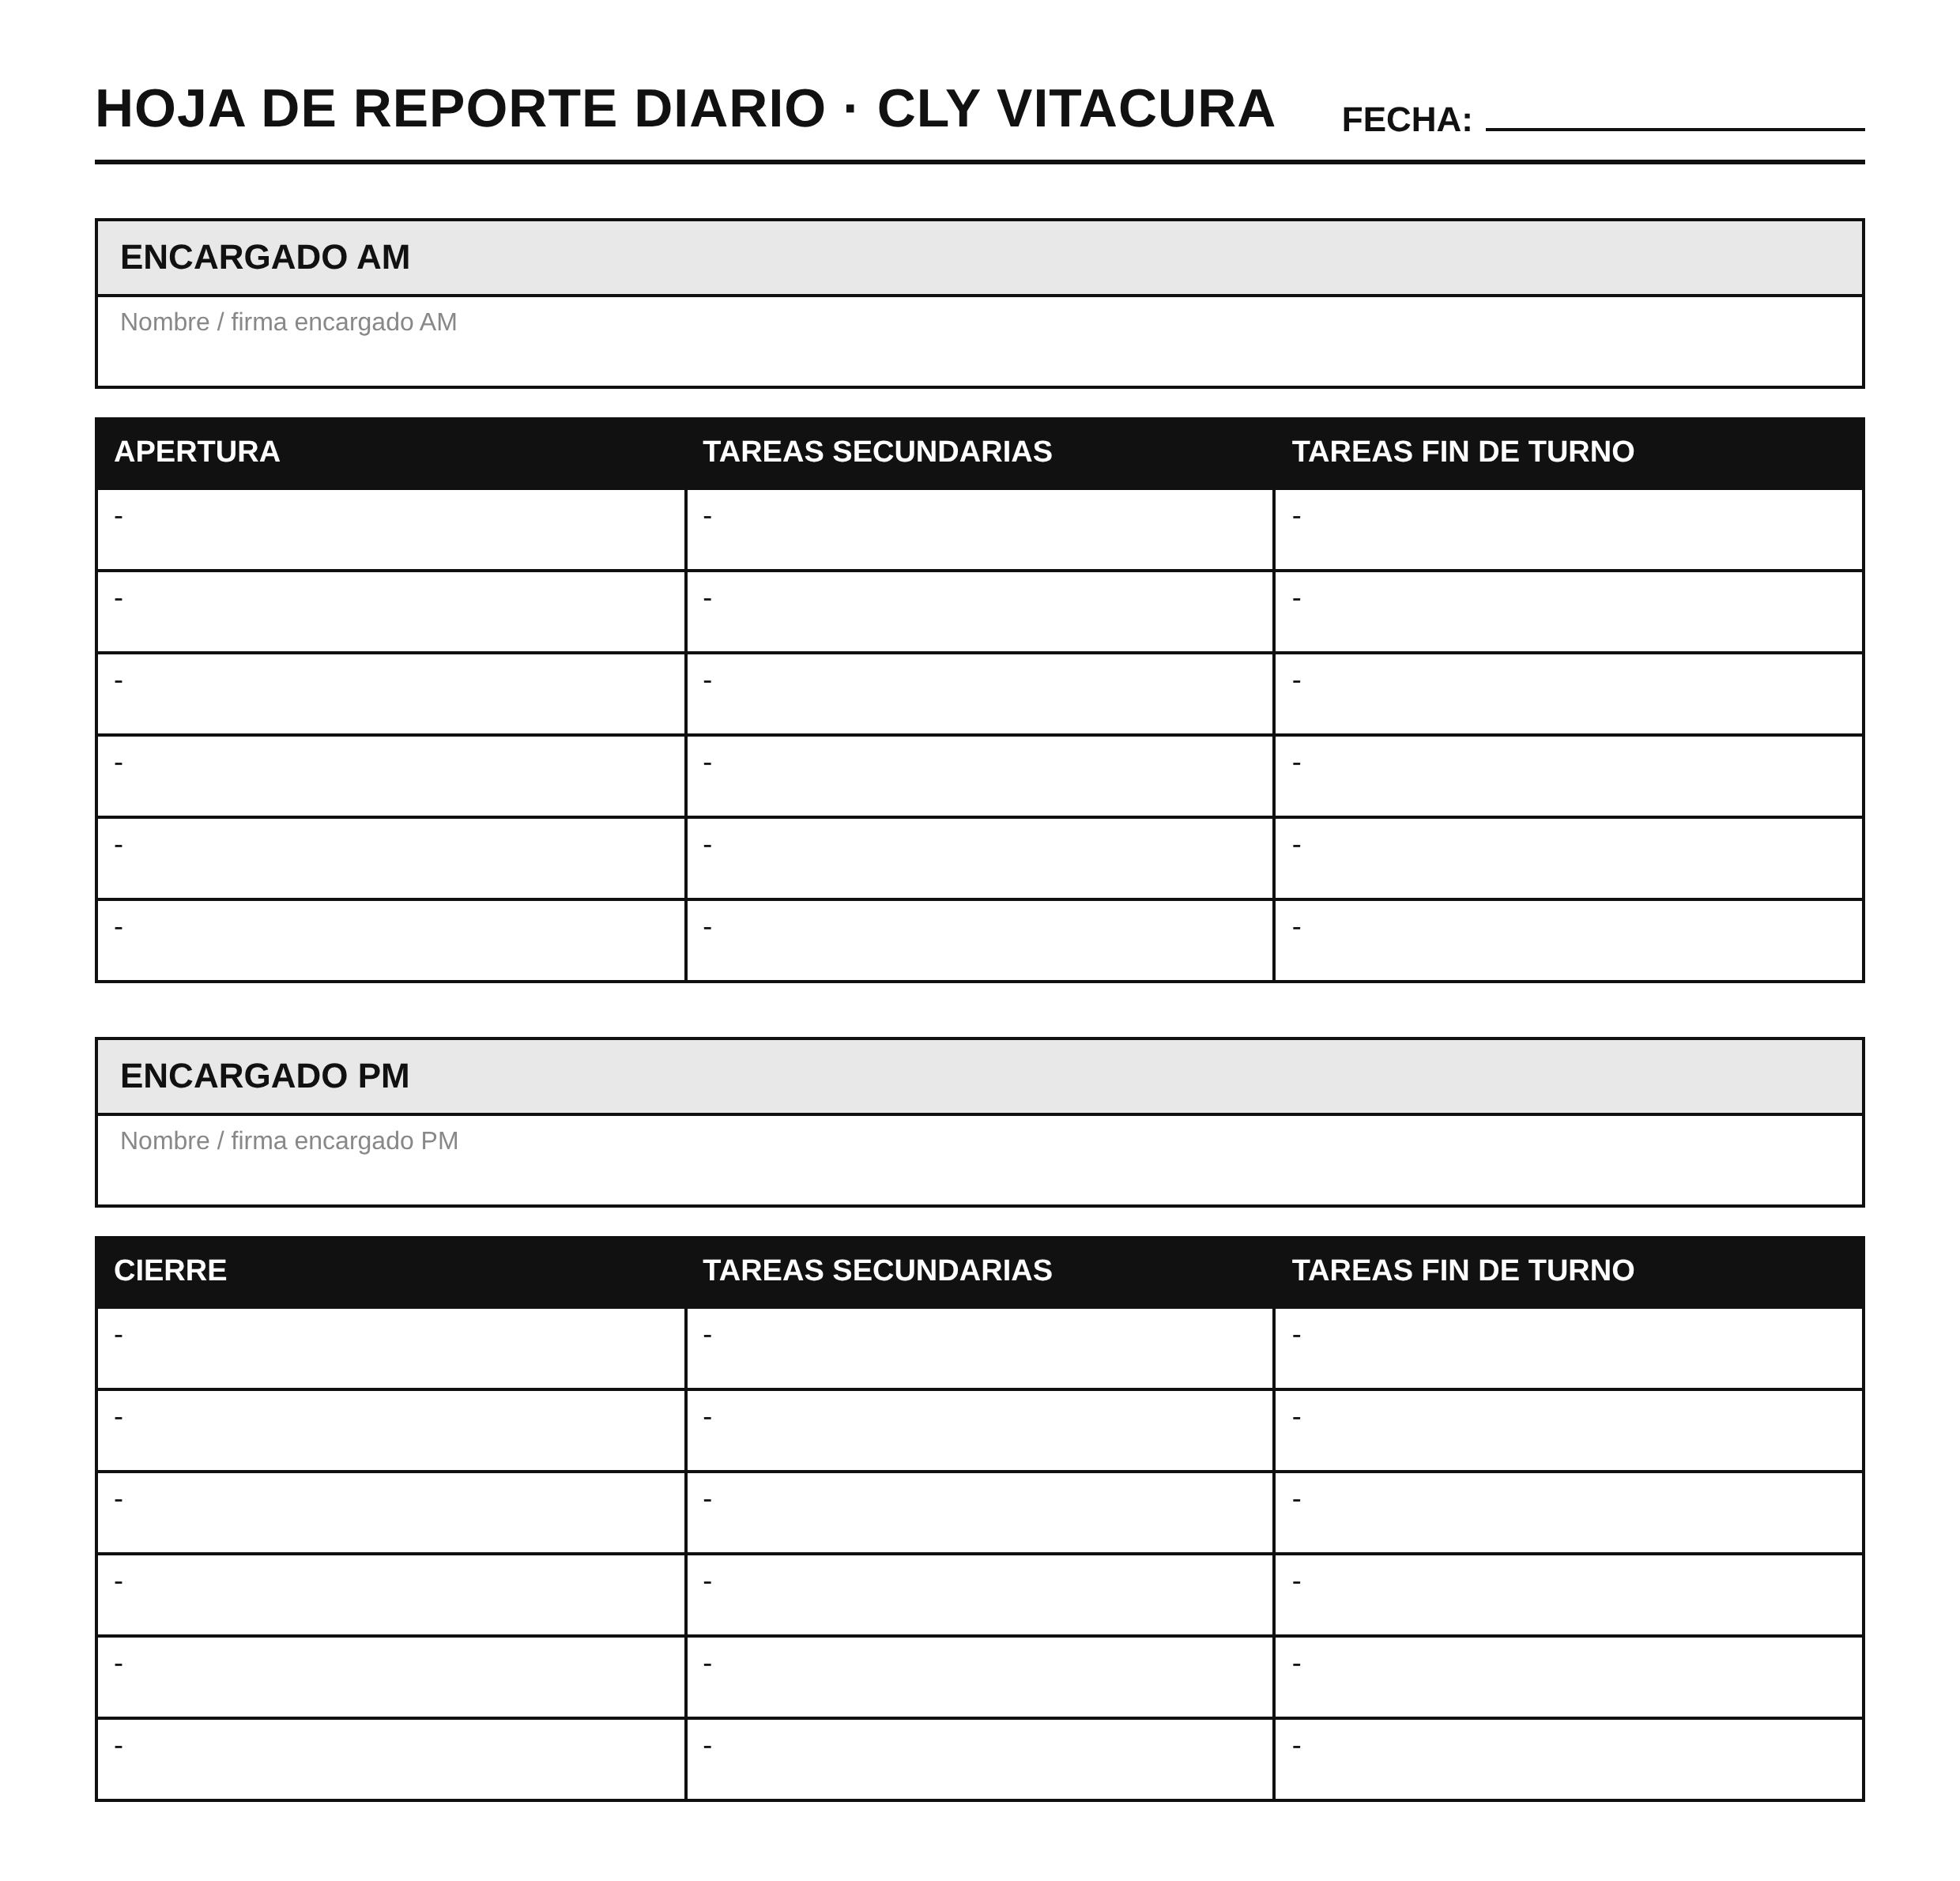 HOJA DE REPORTE DIARIO · CLY VITACURA FECHA:
ENCARGADO AM
Nombre / firma encargado AM
APERTURA TAREAS SECUNDARIAS TAREAS FIN DE TURNO
- - -
- - -
- - -
- - -
- - -
- - -
ENCARGADO PM
Nombre / firma encargado PM
CIERRE TAREAS SECUNDARIAS TAREAS FIN DE TURNO
- - -
- - -
- - -
- - -
- - -
- - -